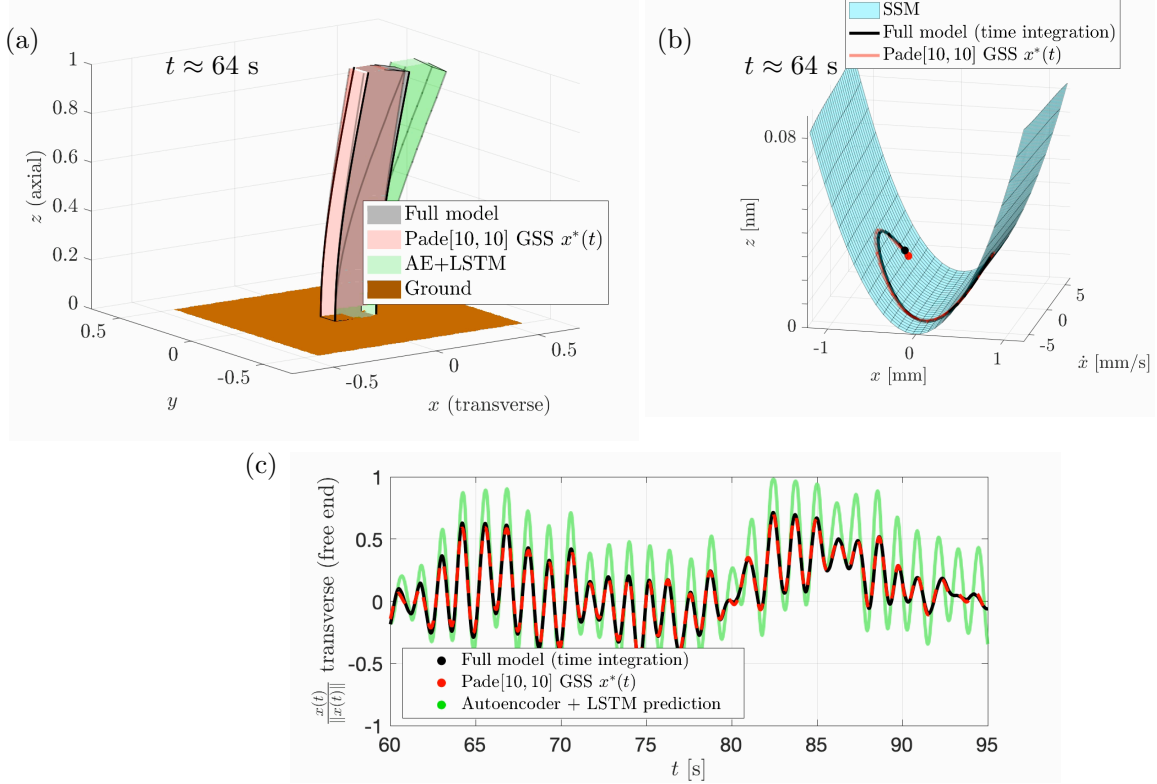 (a)
t ≈ 64 s
1
0.8
0.6
0.4
0.2
0
z (axial)
0.5
0
-0.5
y
-0.5
0
0.5
x (transverse)
Full model
Pade[10, 10] GSS x*(t)
AE+LSTM
Ground
(b)
t ≈ 64 s
SSM
Full model (time integration)
Pade[10, 10] GSS x*(t)
0.08
0
z [nm]
-1
0
1
x [mm]
5
0
-5
ẋ [mm/s]
(c)
1
0.5
0
-0.5
-1
x(t)/||x(t)|| transverse (free end)
Full model (time integration)
Pade[10, 10] GSS x*(t)
Autoencoder + LSTM prediction
60 65 70 75 80 85 90 95
t [s]